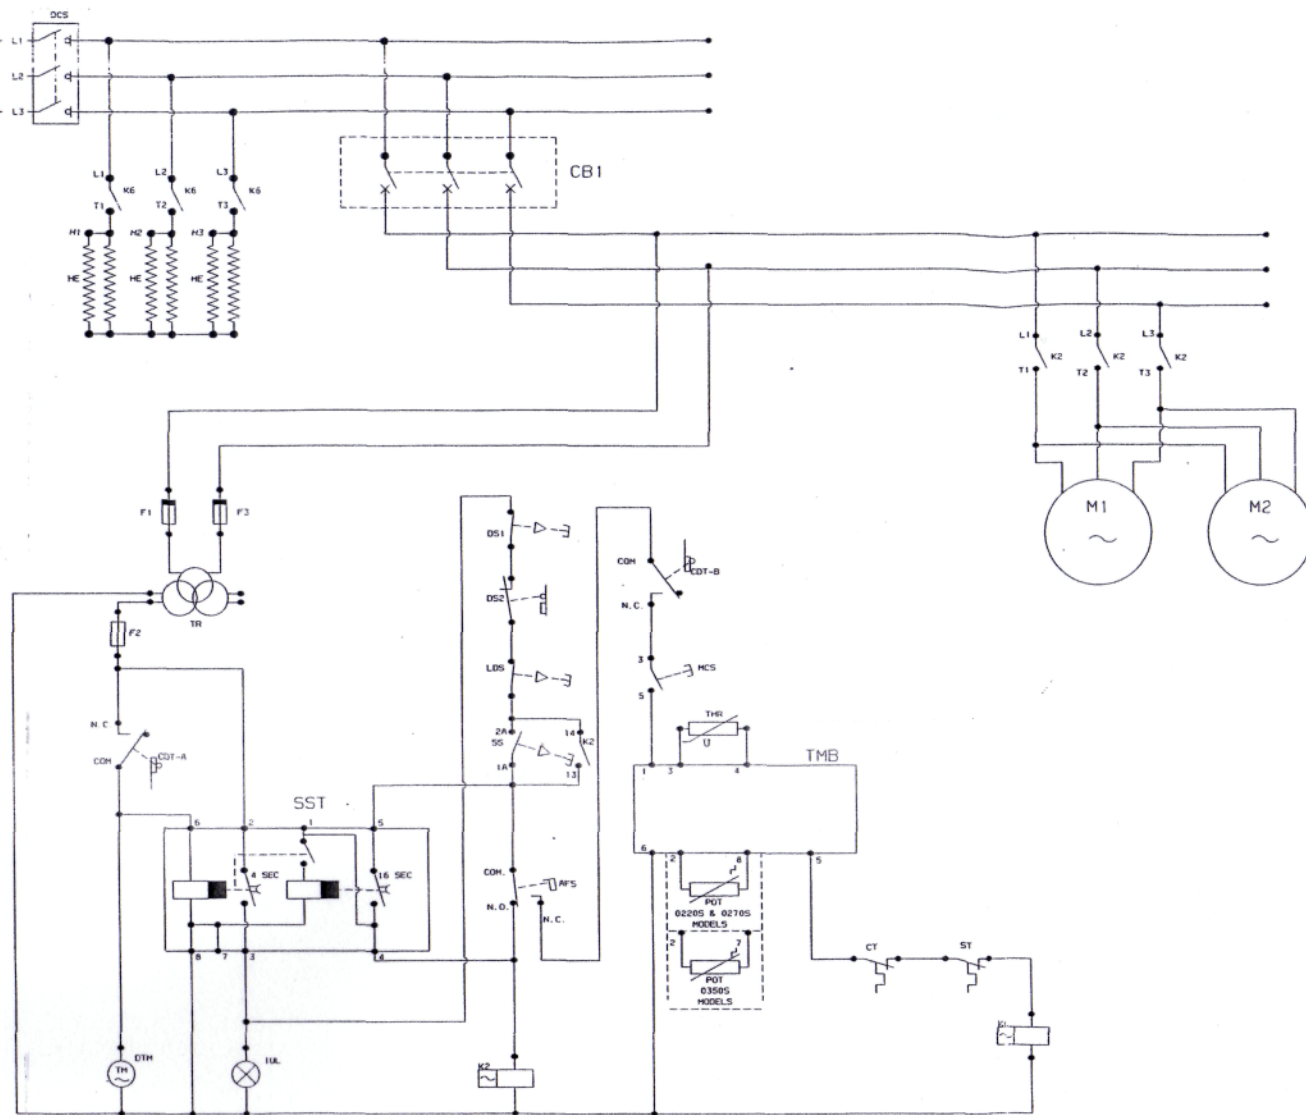 DCS
L1
L2
L3
CB1
L1 L2 L3
K6 K6 K6
T1 T2 T3
H1 H2 H3
HE HE HE
L1 L2 L3
K2 K2 K2
T1 T2 T3
M1 M2
F1 F3
TR
F2
DS1
DS2
LDS
COM CDT-B
N.C.
3 MCS
5
THR
U
N.C
COM CDT-A
2A 14
SS K2
1A 13
TMB
1 3 4
SST
6 2 1 5
4 SEC 16 SEC
8 7 3 4
COM. AFS
N.O. N.C.
6 2 8 5
POT
0220S & 0270S
MODELS
2 7
POT
0350S
MODELS
CT ST
DTM
TM
IUL
K2